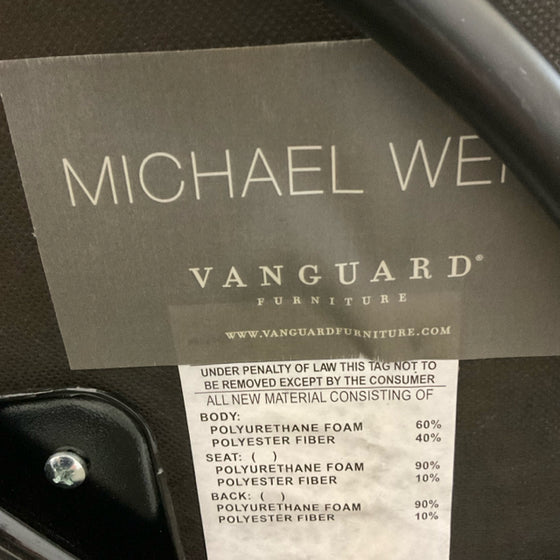 MICHAEL
VANGUARD®
FURNITURE
WWW.VANGUARDFURNITURE.COM
UNDER PENALTY OF LAW THIS TAG NOT TO
BE REMOVED EXCEPT BY THE CONSUMER
ALL NEW MATERIAL CONSISTING OF
BODY:
POLYURETHANE FOAM 60%
POLYESTER FIBER 40%
SEAT: ( )
POLYURETHANE FOAM 90%
POLYESTER FIBER 10%
BACK: ( )
POLYURETHANE FOAM 90%
POLYESTER FIBER 10%